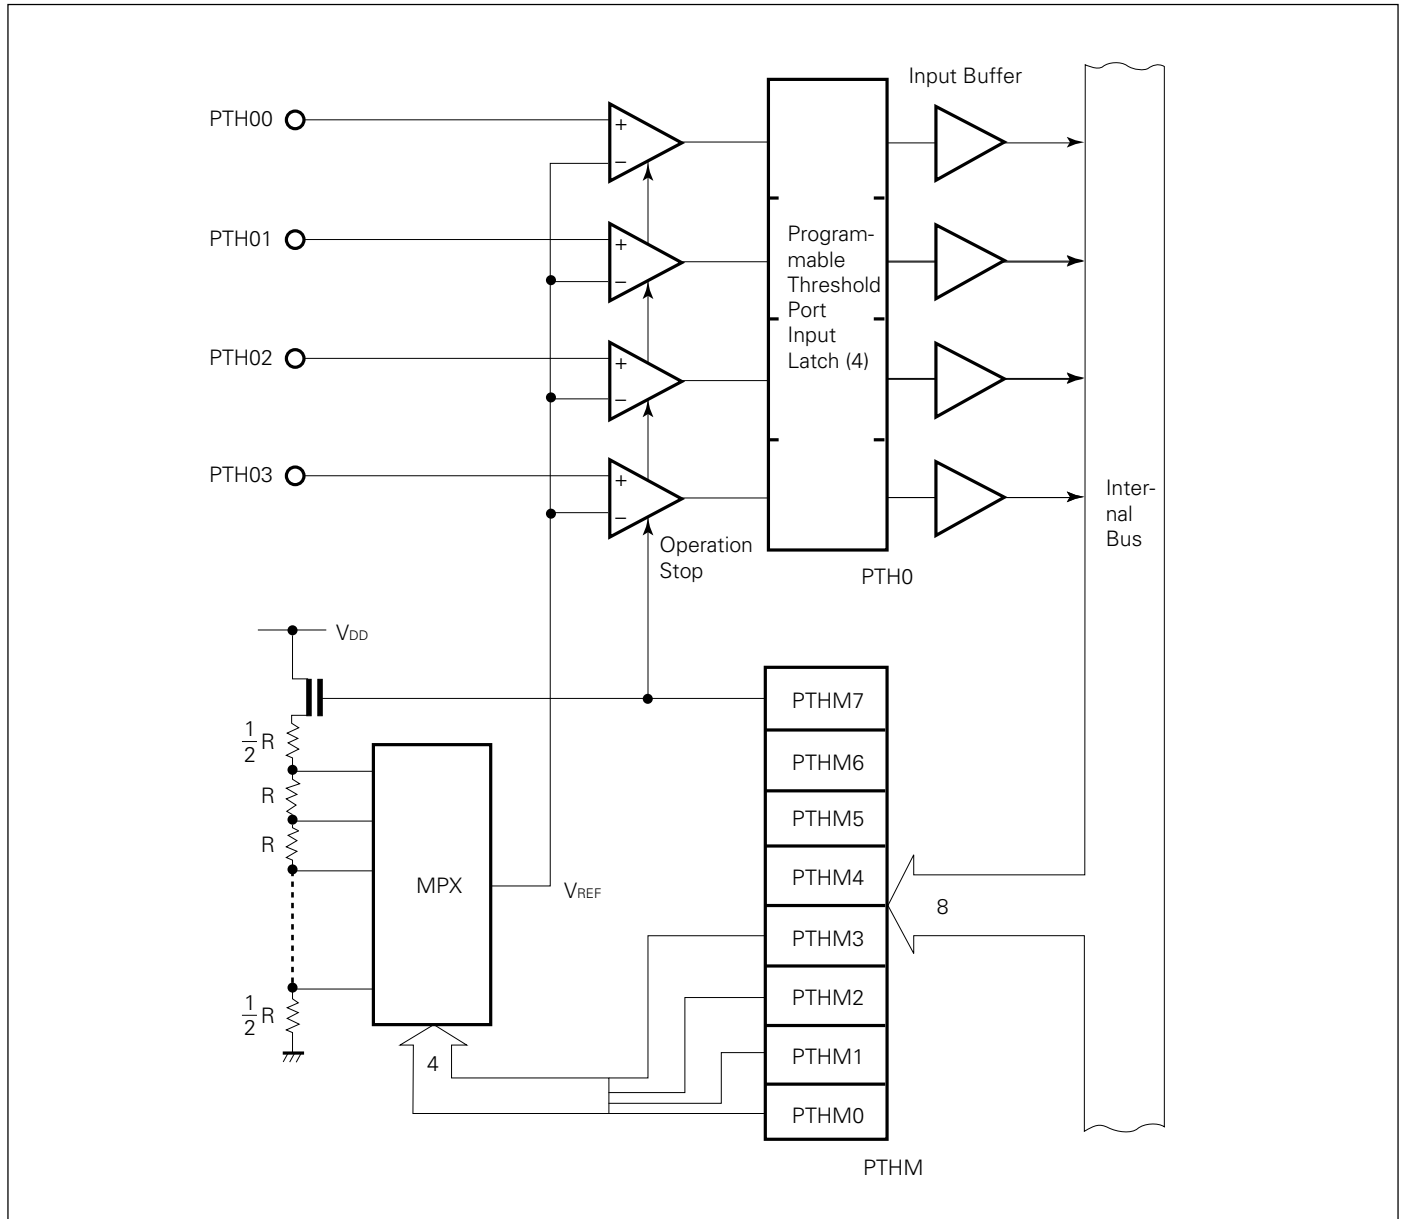 Input Buffer
PTH00
+
−
PTH01
+
−
Program-
mable
Threshold
Port
Input
Latch (4)
PTH02
+
−
PTH03
+
−
Inter-
nal
Bus
Operation
Stop
PTH0
VDD
PTHM7
1/2 R
PTHM6
R
PTHM5
R
MPX
VREF
PTHM4
8
PTHM3
1/2 R
PTHM2
4
PTHM1
PTHM0
PTHM